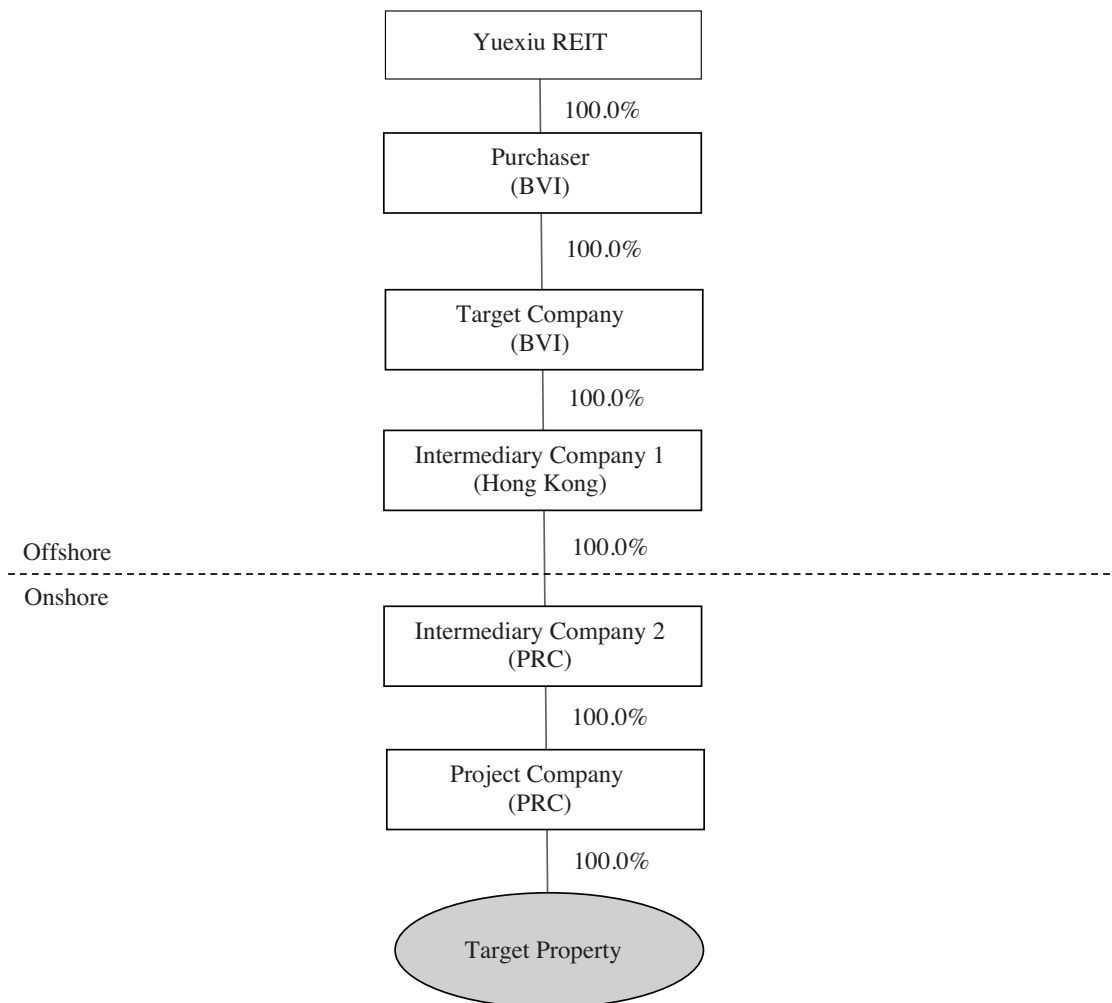 Yuexiu REIT
100.0%
Purchaser
(BVI)
100.0%
Target Company
(BVI)
100.0%
Intermediary Company 1
(Hong Kong)
Offshore
100.0%
Onshore
Intermediary Company 2
(PRC)
100.0%
Project Company
(PRC)
100.0%
Target Property